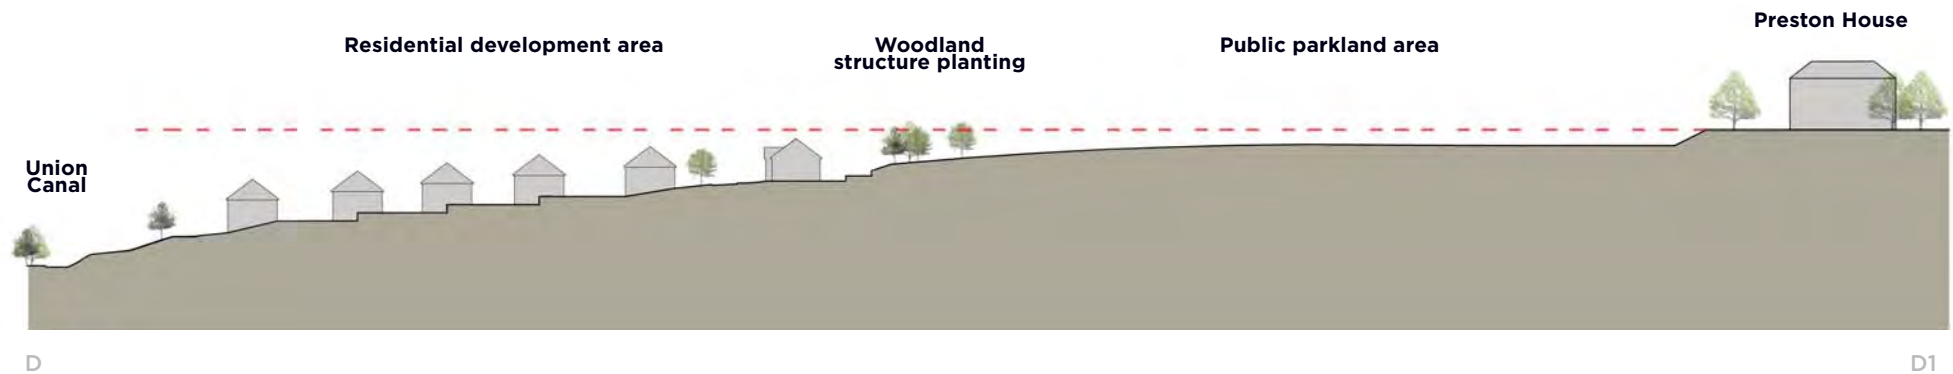 Preston House
Residential development area
Woodland
structure planting
Public parkland area
Union
Canal
D
D1